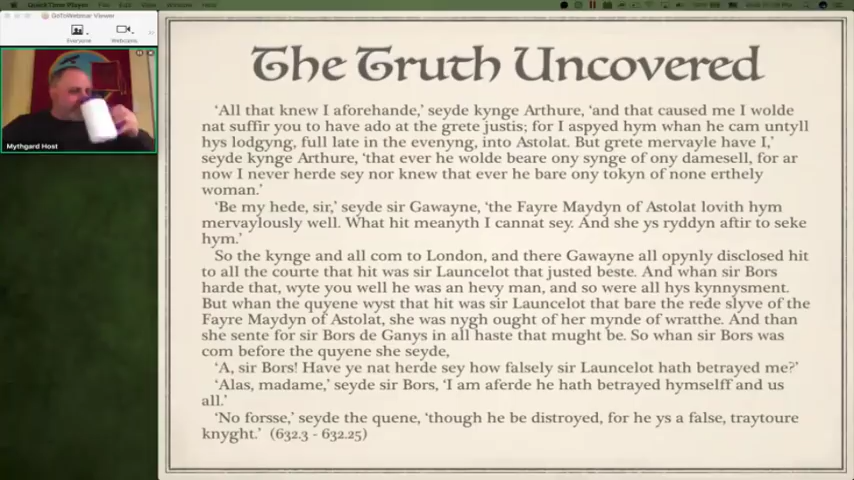 QuickTime Player File Edit View Window Help
GoToWebinar Viewer
Everyone
Webcams
Mythgard Host
The Truth Uncovered
‘All that knew I aforehande,’ seyde kynge Arthure, ‘and that caused me I wolde
nat suffir you to have ado at the grete justis; for I aspyed hym whan he cam untyll
hys lodgyng, full late in the evenyng, into Astolat. But grete mervayle have I,’
seyde kynge Arthure, ‘that ever he wolde beare ony synge of ony damesell, for ar
now I never herde sey nor knew that ever he bare ony tokyn of none erthely
woman.’
‘Be my hede, sir,’ seyde sir Gawayne, ‘the Fayre Maydyn of Astolat lovith hym
mervaylously well. What hit meanyth I cannat sey. And she ys ryddyn aftir to seke
hym.’
So the kynge and all com to London, and there Gawayne all opynly disclosed hit
to all the courte that hit was sir Launcelot that justed beste. And whan sir Bors
harde that, wyte you well he was an hevy man, and so were all hys kynnysment.
But whan the quyene wyst that hit was sir Launcelot that bare the rede slyve of the
Fayre Maydyn of Astolat, she was nygh ought of her mynde of wratthe. And than
she sente for sir Bors de Ganys in all haste that mught be. So whan sir Bors was
com before the quyene she seyde,
‘A, sir Bors! Have ye nat herde sey how falsely sir Launcelot hath betrayed me?’
‘Alas, madame,’ seyde sir Bors, ‘I am aferde he hath betrayed hymselff and us
all.’
‘No forsse,’ seyde the quene, ‘though he be distroyed, for he ys a false, traytoure
knyght.’ (632.3 - 632.25)